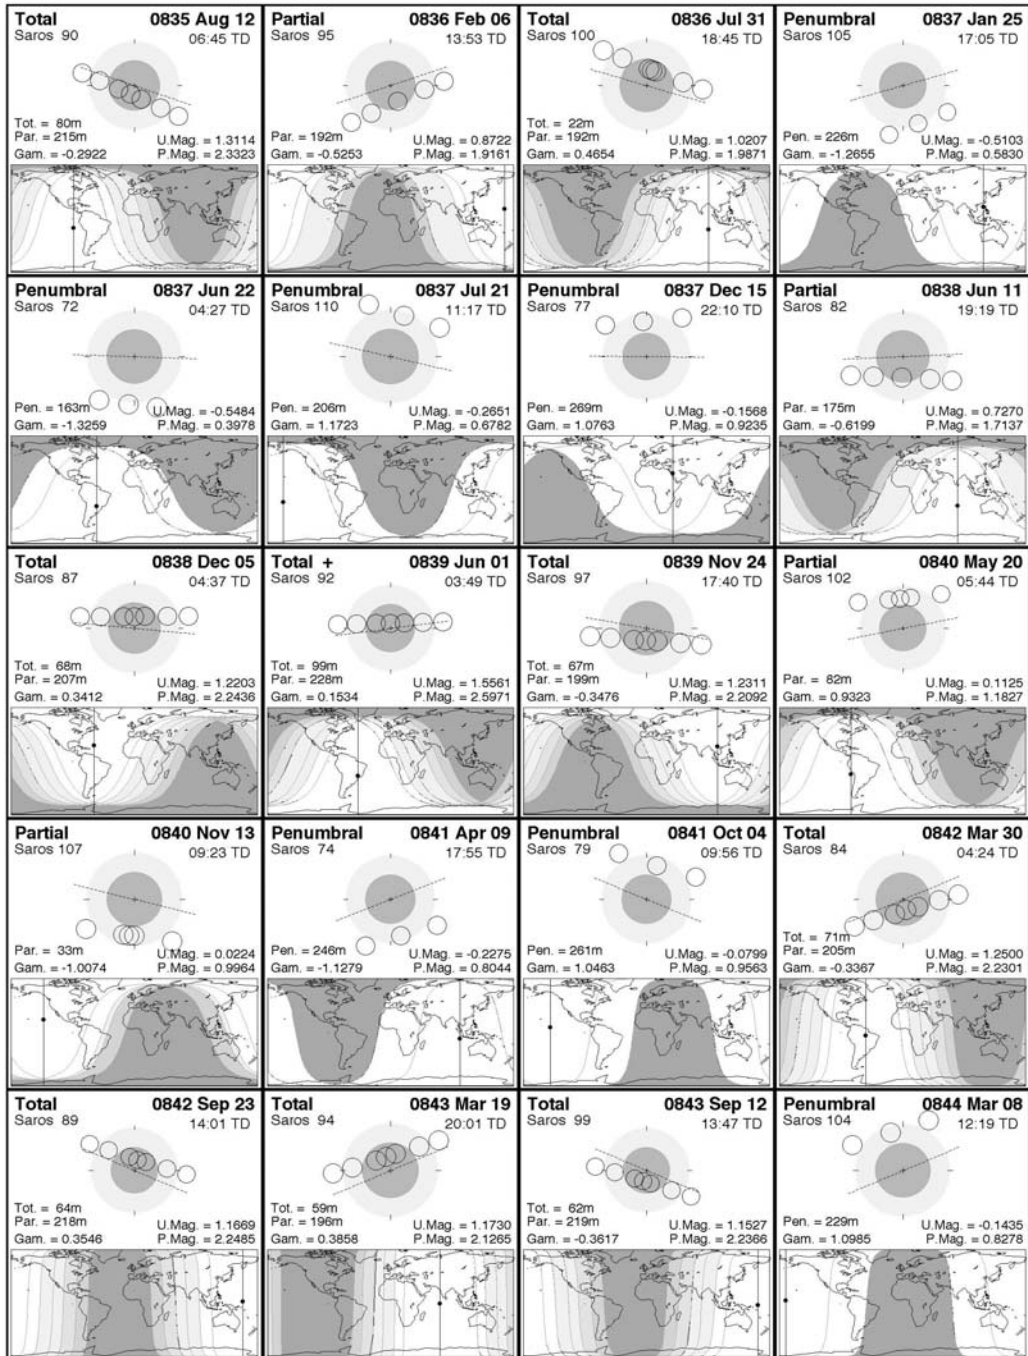 Total 0835 Aug 12
Saros 90 06:45 TD
Tot. = 80m
Par. = 215m U.Mag. = 1.3114
Gam. = -0.2922 P.Mag. = 2.3323
Partial 0836 Feb 06
Saros 95 13:53 TD
Par. = 192m U.Mag. = 0.8722
Gam. = -0.5253 P.Mag. = 1.9161
Total 0836 Jul 31
Saros 100 18:45 TD
Tot. = 22m
Par. = 192m U.Mag. = 1.0207
Gam. = 0.4654 P.Mag. = 1.9871
Penumbral 0837 Jan 25
Saros 105 17:05 TD
Pen. = 226m U.Mag. = -0.5103
Gam. = -1.2655 P.Mag. = 0.5830
Penumbral 0837 Jun 22
Saros 72 04:27 TD
Pen. = 163m U.Mag. = -0.5484
Gam. = -1.3259 P.Mag. = 0.3978
Penumbral 0837 Jul 21
Saros 110 11:17 TD
Pen. = 206m U.Mag. = -0.2651
Gam. = 1.1723 P.Mag. = 0.6782
Penumbral 0837 Dec 15
Saros 77 22:10 TD
Pen. = 269m U.Mag. = -0.1568
Gam. = 1.0763 P.Mag. = 0.9235
Partial 0838 Jun 11
Saros 82 19:19 TD
Par. = 175m U.Mag. = 0.7270
Gam. = -0.6199 P.Mag. = 1.7137
Total 0838 Dec 05
Saros 87 04:37 TD
Tot. = 68m
Par. = 207m U.Mag. = 1.2203
Gam. = 0.3412 P.Mag. = 2.2436
Total + 0839 Jun 01
Saros 92 03:49 TD
Tot. = 99m
Par. = 228m U.Mag. = 1.5561
Gam. = 0.1534 P.Mag. = 2.5971
Total 0839 Nov 24
Saros 97 17:40 TD
Tot. = 67m
Par. = 199m U.Mag. = 1.2311
Gam. = -0.3476 P.Mag. = 2.2092
Partial 0840 May 20
Saros 102 05:44 TD
Par. = 82m U.Mag. = 0.1125
Gam. = 0.9323 P.Mag. = 1.1827
Partial 0840 Nov 13
Saros 107 09:23 TD
Par. = 33m U.Mag. = 0.0224
Gam. = -1.0074 P.Mag. = 0.9964
Penumbral 0841 Apr 09
Saros 74 17:55 TD
Pen. = 246m U.Mag. = -0.2275
Gam. = -1.1279 P.Mag. = 0.8044
Penumbral 0841 Oct 04
Saros 79 09:56 TD
Pen. = 261m U.Mag. = -0.0799
Gam. = 1.0463 P.Mag. = 0.9563
Total 0842 Mar 30
Saros 84 04:24 TD
Tot. = 71m
Par. = 205m U.Mag. = 1.2500
Gam. = -0.3367 P.Mag. = 2.2301
Total 0842 Sep 23
Saros 89 14:01 TD
Tot. = 64m
Par. = 218m U.Mag. = 1.1669
Gam. = 0.3546 P.Mag. = 2.2485
Total 0843 Mar 19
Saros 94 20:01 TD
Tot. = 59m
Par. = 196m U.Mag. = 1.1730
Gam. = 0.3858 P.Mag. = 2.1265
Total 0843 Sep 12
Saros 99 13:47 TD
Tot. = 62m
Par. = 219m U.Mag. = 1.1527
Gam. = -0.3617 P.Mag. = 2.2366
Penumbral 0844 Mar 08
Saros 104 12:19 TD
Pen. = 229m U.Mag. = -0.1435
Gam. = 1.0985 P.Mag. = 0.8278